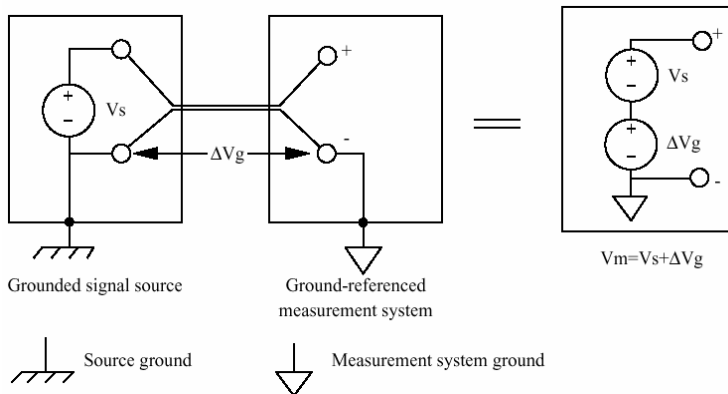 +
−
Vs
ΔVg
+
-
Grounded signal source
Ground-referenced
measurement system
+
−
Vs
+
−
ΔVg
+
-
Vm=Vs+ΔVg
Source ground
Measurement system ground